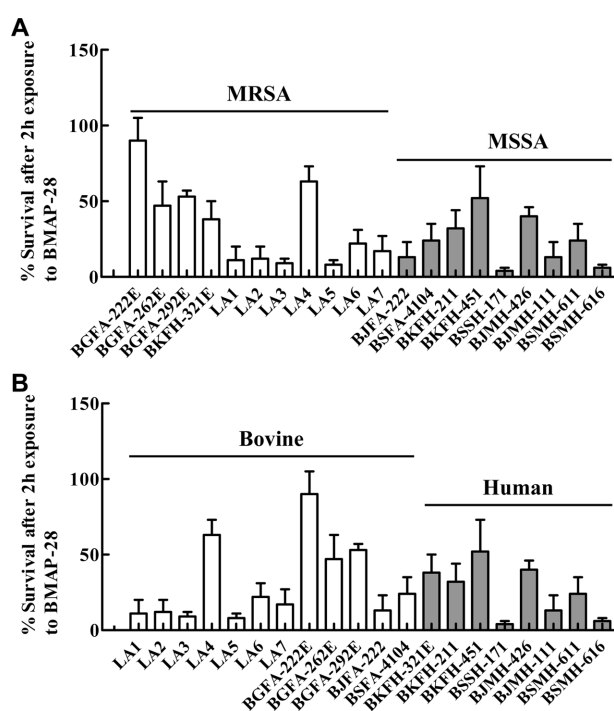 A
% Survival after 2h exposure
to BMAP-28
150
100
50
0
MRSA
MSSA
BGFA-222E
BGFA-262E
BGFA-292E
BKFH-321E
LA1
LA2
LA3
LA4
LA5
LA6
LA7
BJFA-222
BSFA-4104
BKFH-211
BKFH-451
BSSH-171
BJMH-426
BJMH-111
BSMH-611
BSMH-616
B
% Survival after 2h exposure
to BMAP-28
150
100
50
0
Bovine
Human
LA1
LA2
LA3
LA4
LA5
LA6
LA7
BGFA-222E
BGFA-262E
BGFA-292E
BJFA-222
BSFA-4104
BKFH-321E
BKFH-211
BKFH-451
BSSH-171
BJMH-426
BJMH-111
BSMH-611
BSMH-616